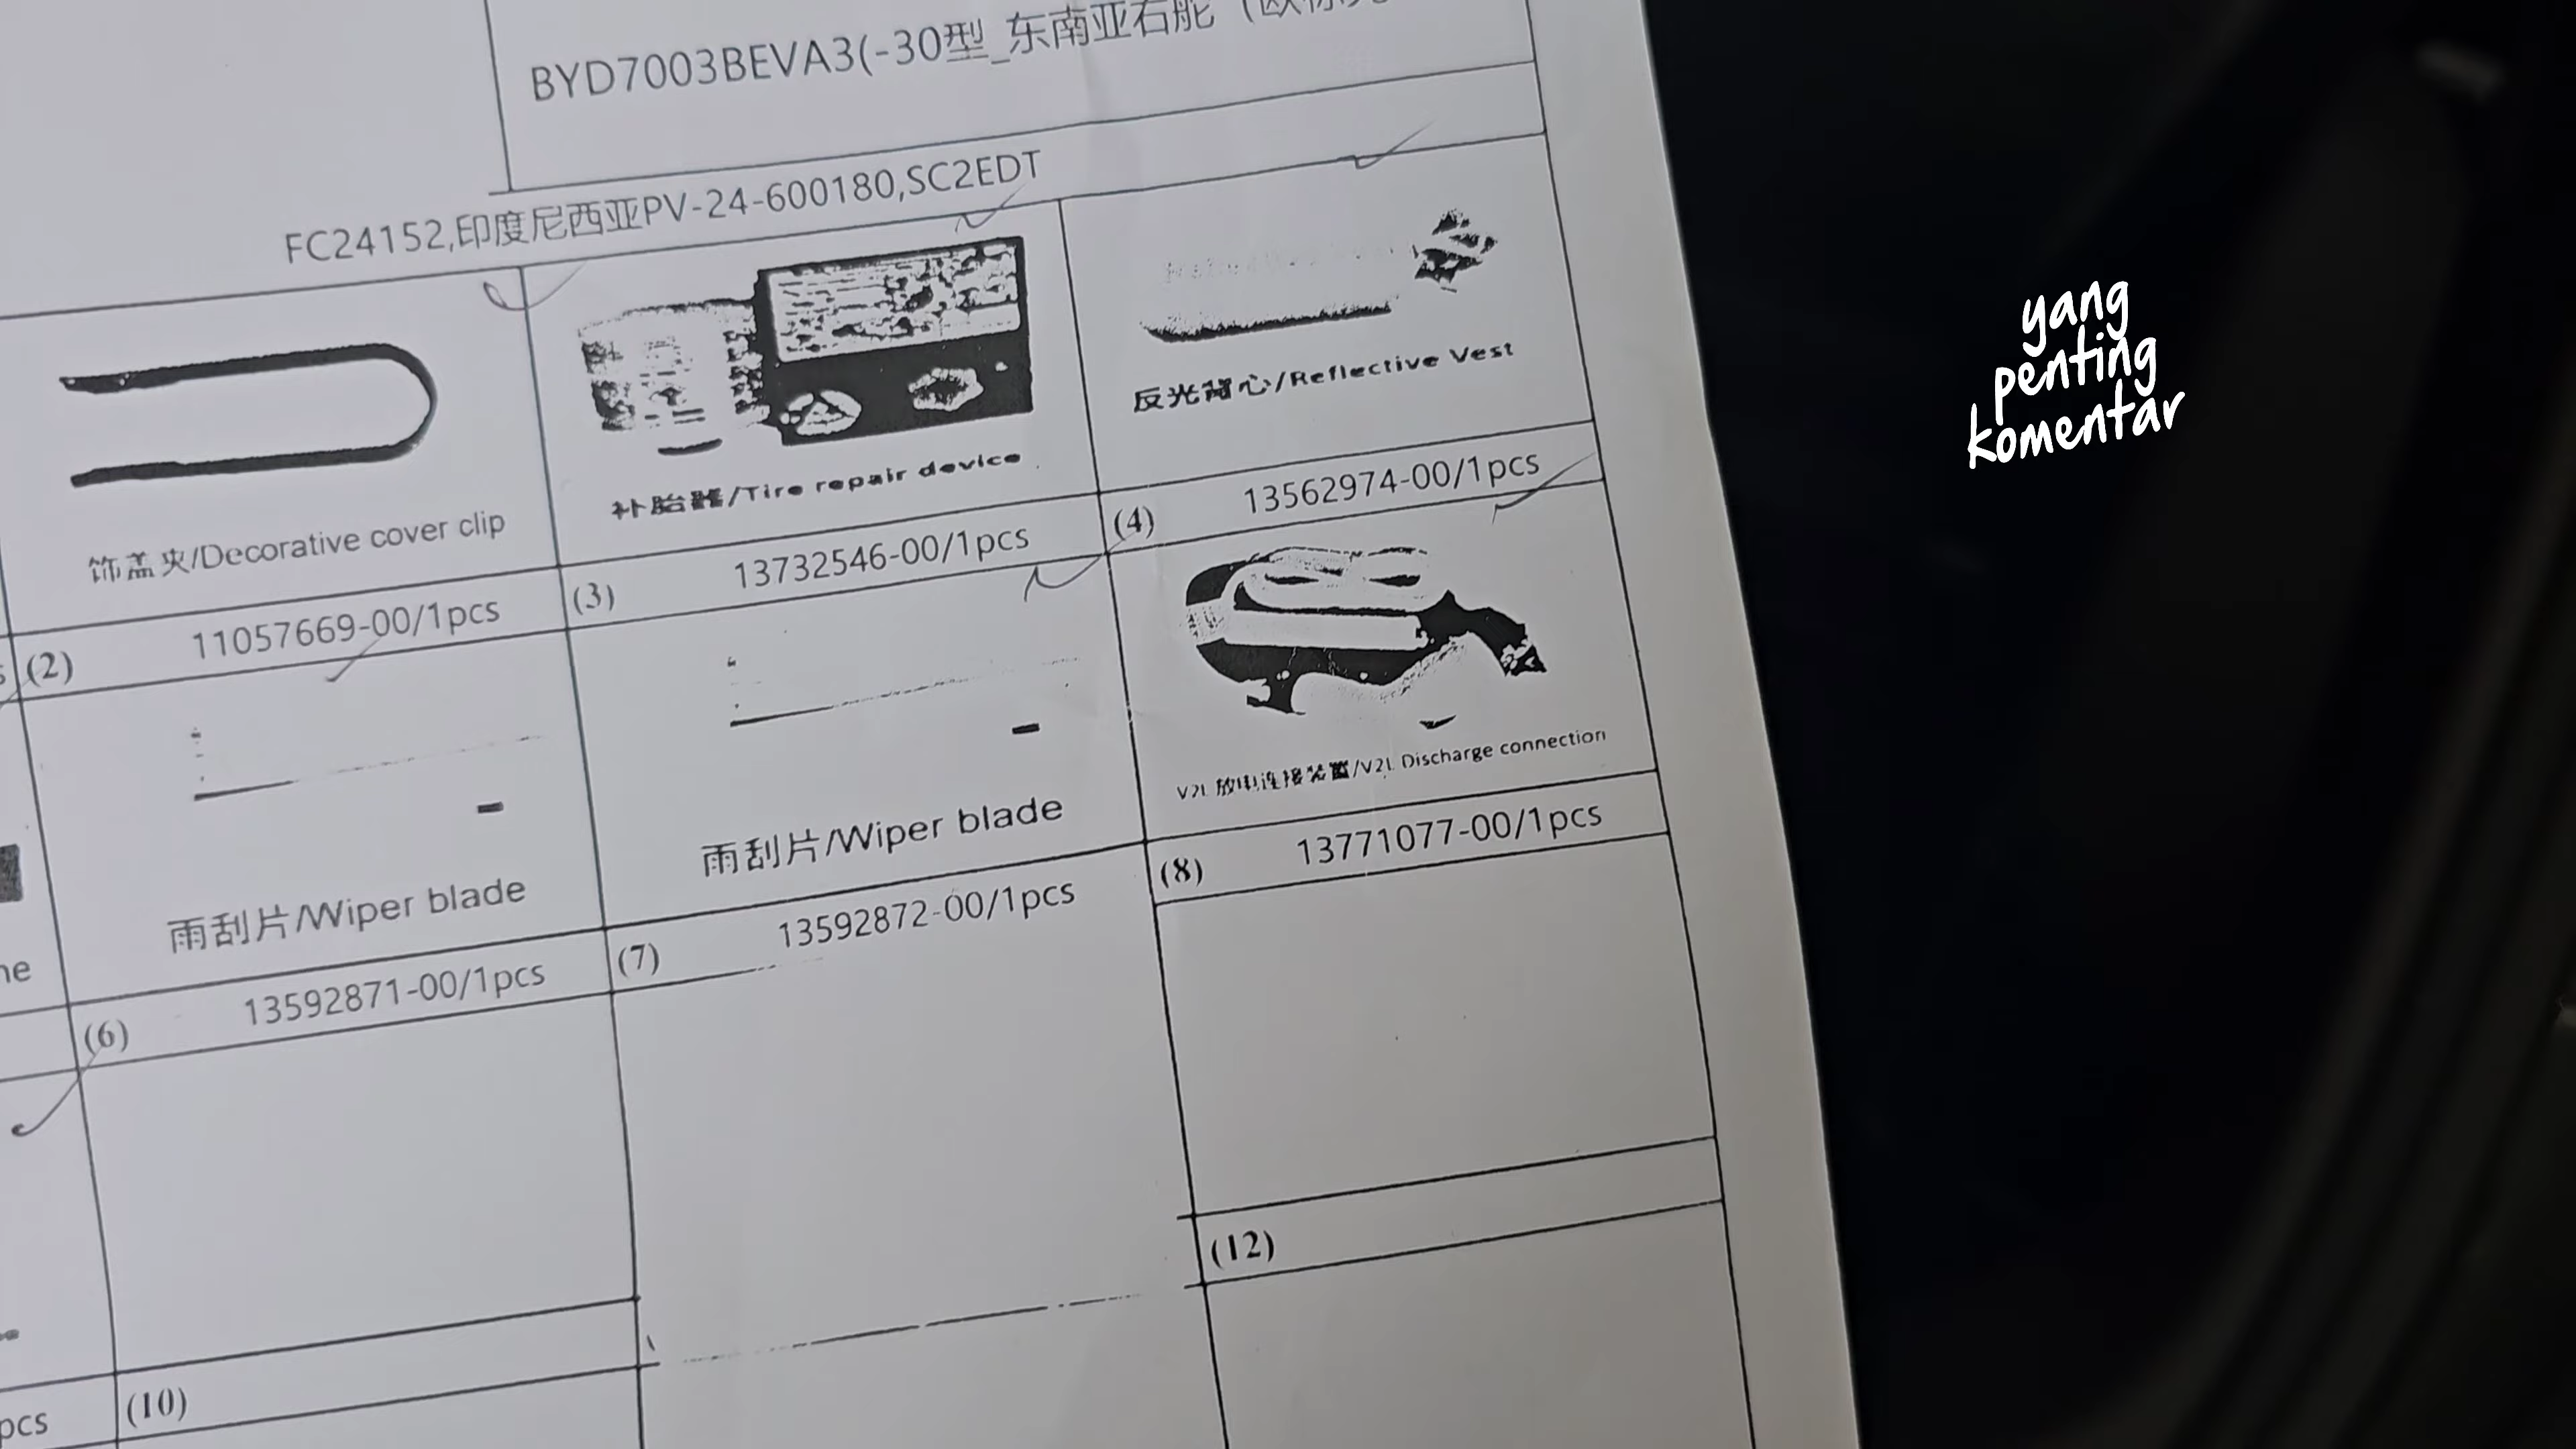 BYD7003BEVA3(-30型_东南亚右舵
FC24152,印度尼西亚PV-24-600180,SC2EDT
饰盖夹/Decorative cover clip
补胎器/Tire repair device
反光背心/Reflective Vest
(2) 11057669-00/1pcs
(3) 13732546-00/1pcs
(4) 13562974-00/1pcs
雨刮片/Wiper blade
雨刮片/Wiper blade
V2L 放电连接装置/V2L Discharge connection
(6) 13592871-00/1pcs
(7) 13592872-00/1pcs
(8) 13771077-00/1pcs
(10)
(12)
yang
penting
komentar